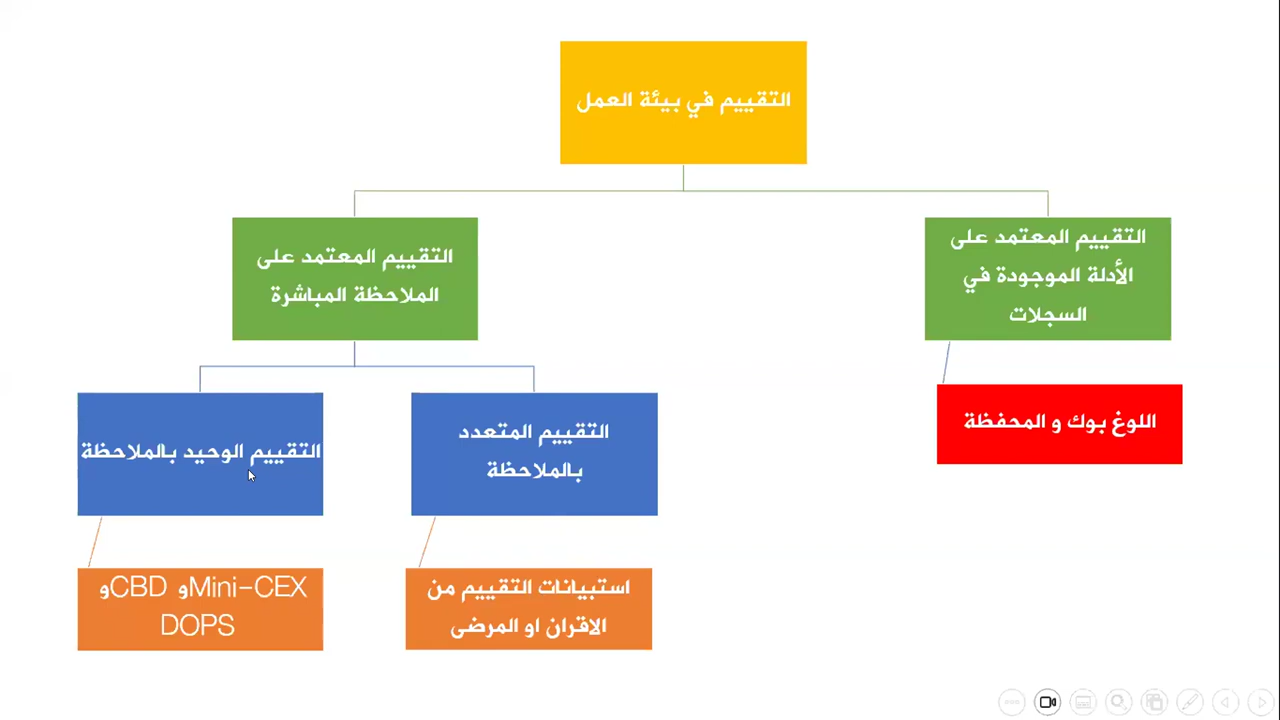 التقييم في بيئة العمل
التقييم المعتمد على
الأدلة الموجودة في
السجلات
التقييم المعتمد على
الملاحظة المباشرة
اللوغ بوك و المحفظة
التقييم المتعدد
بالملاحظة
التقييم الوحيد بالملاحظة
استبيانات التقييم من
الاقران او المرضى
Mini-CEX و CBD و
DOPS